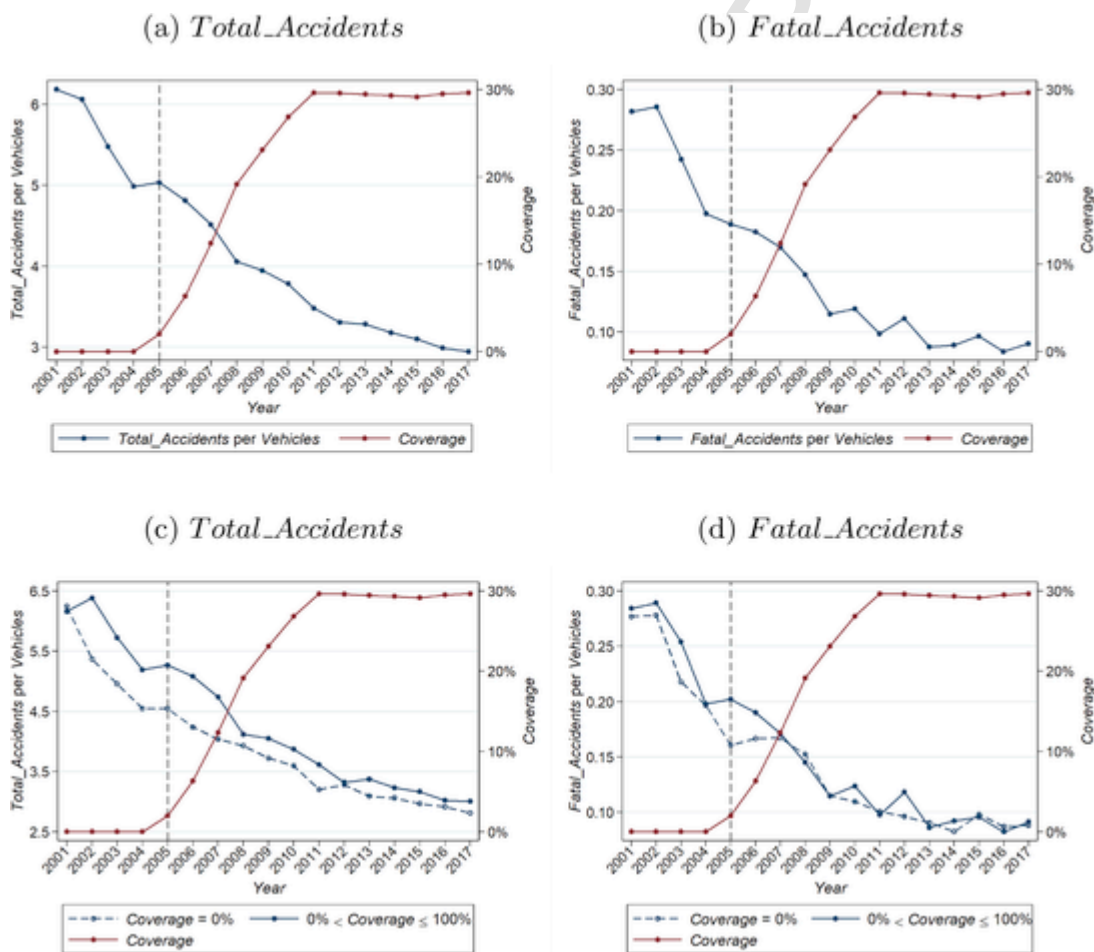 (a) Total_Accidents
(b) Fatal_Accidents
Total_Accidents per Vehicles
6
5
4
3
30%
20%
10%
0%
Coverage
2001 2002 2003 2004 2005 2006 2007 2008 2009 2010 2011 2012 2013 2014 2015 2016 2017
Year
Total_Accidents per Vehicles Coverage
Fatal_Accidents per Vehicles
0.30
0.25
0.20
0.15
0.10
30%
20%
10%
0%
Coverage
2001 2002 2003 2004 2005 2006 2007 2008 2009 2010 2011 2012 2013 2014 2015 2016 2017
Year
Fatal_Accidents per Vehicles Coverage
(c) Total_Accidents
(d) Fatal_Accidents
Total_Accidents per Vehicles
6.5
5.5
4.5
3.5
2.5
30%
20%
10%
0%
Coverage
2001 2002 2003 2004 2005 2006 2007 2008 2009 2010 2011 2012 2013 2014 2015 2016 2017
Year
Coverage = 0% 0% < Coverage ≤ 100%
Coverage
Fatal_Accidents per Vehicles
0.30
0.25
0.20
0.15
0.10
30%
20%
10%
0%
Coverage
2001 2002 2003 2004 2005 2006 2007 2008 2009 2010 2011 2012 2013 2014 2015 2016 2017
Year
Coverage = 0% 0% < Coverage ≤ 100%
Coverage